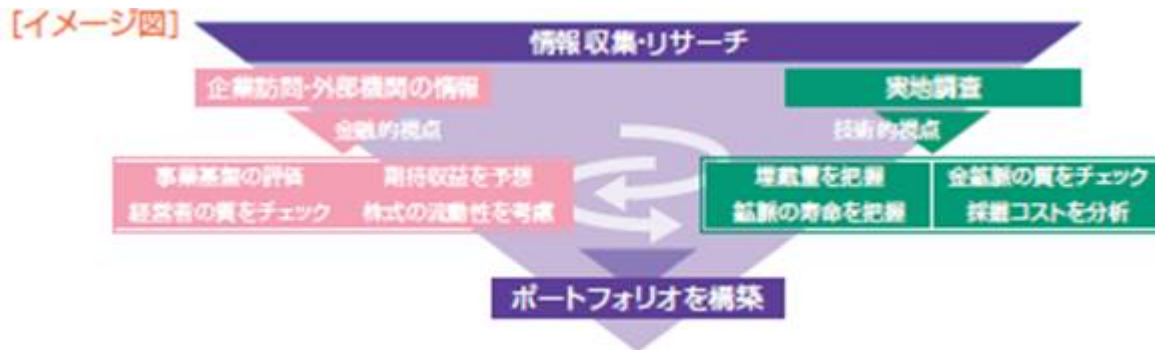 [イメージ図]
情報収集・リサーチ
企業訪問・外部機関の情報
実地調査
金融的視点
技術的視点
事業基盤の評価
期待収益を予想
経営者の質をチェック
株式の流動性を考慮
埋蔵量を把握
金鉱脈の質をチェック
鉱脈の寿命を把握
採掘コストを分析
ポートフォリオを構築